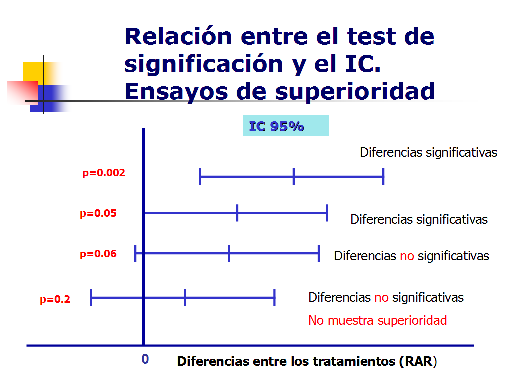 Relación entre el test de
significación y el IC.
Ensayos de superioridad
IC 95%
Diferencias significativas
p=0.002
p=0.05
Diferencias significativas
p=0.06
Diferencias no significativas
p=0.2
Diferencias no significativas
No muestra superioridad
0
Diferencias entre los tratamientos (RAR)